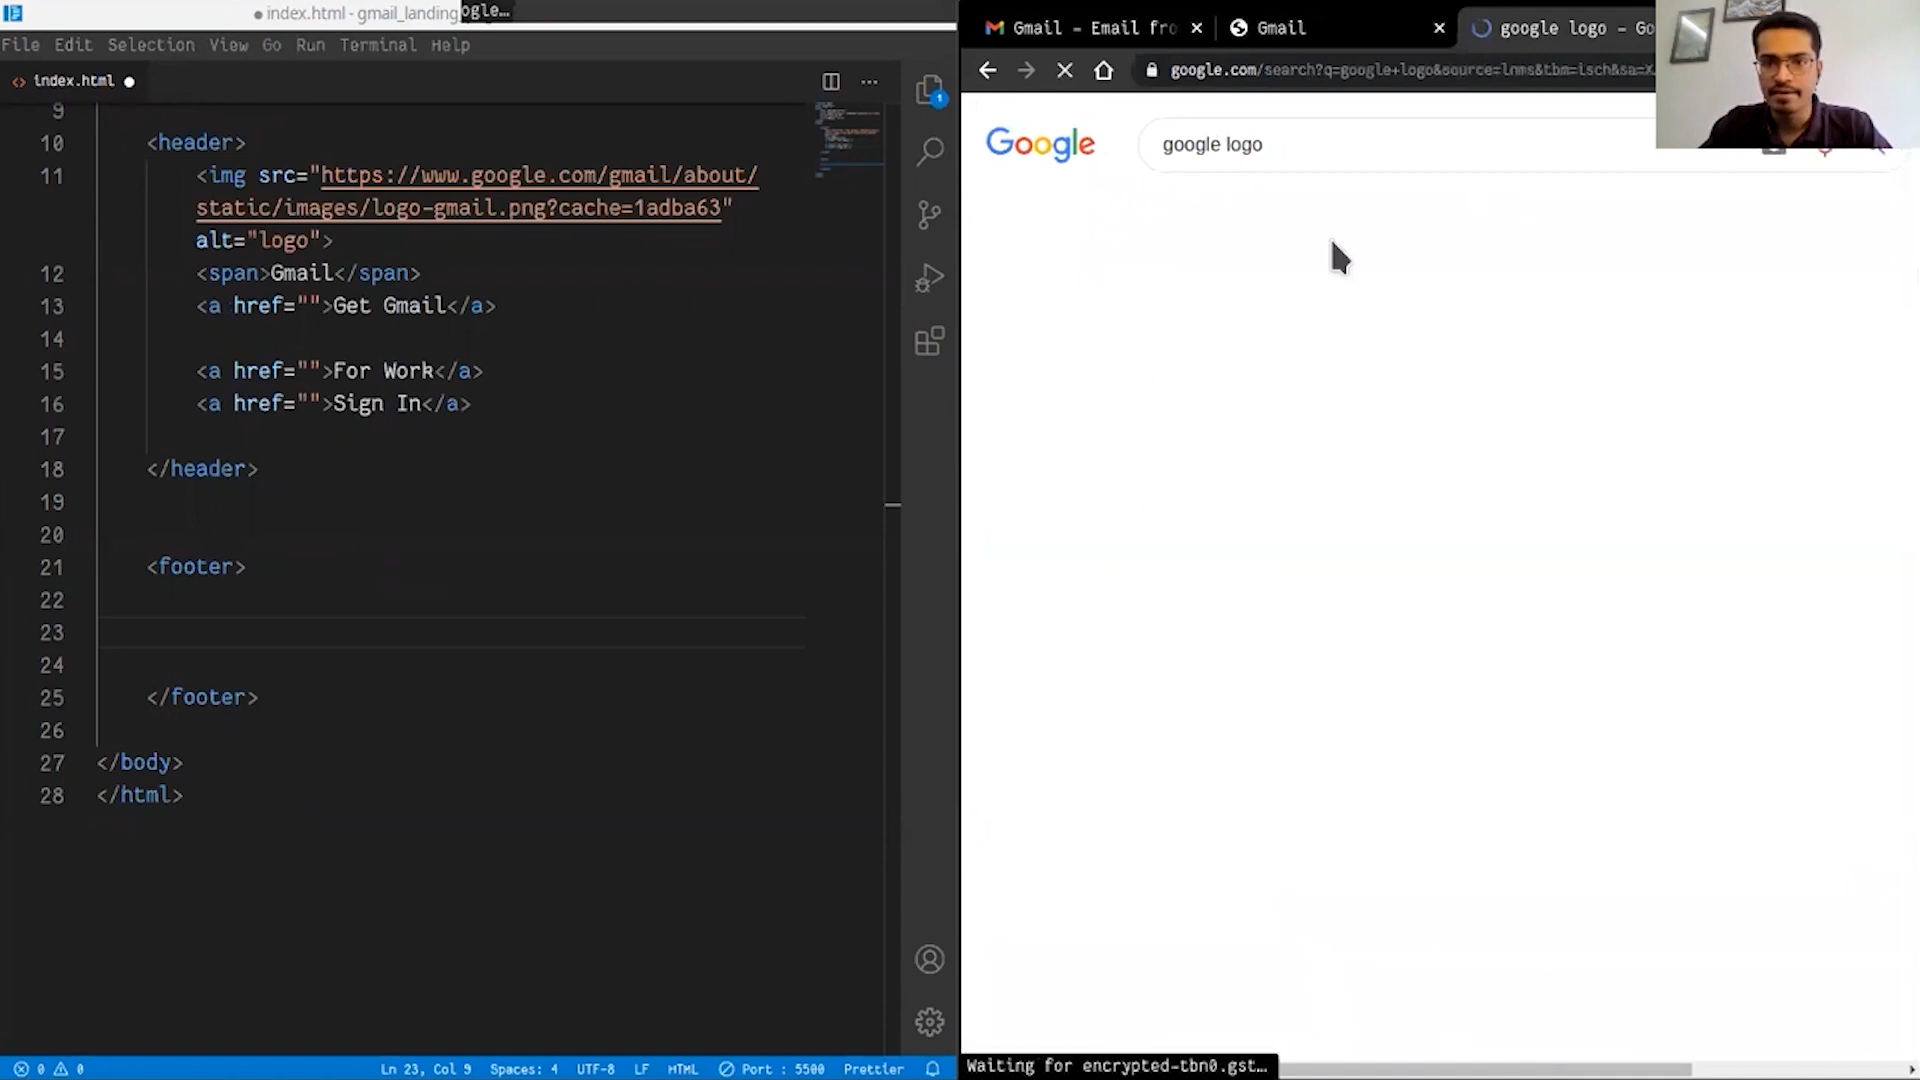 index.html - gmail_landing
ogle...
File Edit Selection View Go Run Terminal Help
index.html
9
10 <header>
11 <img src="https://www.google.com/gmail/about/
static/images/logo-gmail.png?cache=1adba63"
alt="logo">
12 <span>Gmail</span>
13 <a href="">Get Gmail</a>
14
15 <a href="">For Work</a>
16 <a href="">Sign In</a>
17
18 </header>
19
20
21 <footer>
22
23
24
25 </footer>
26
27 </body>
28 </html>
1
0 0 Ln 23, Col 9 Spaces: 4 UTF-8 LF HTML Port : 5500 Prettier
Gmail – Email fro
Gmail
google logo – Go
google.com/search?q=google+logo&source=lnms&tbm=isch&sa=X
Google
google logo
Waiting for encrypted-tbn0.gst...